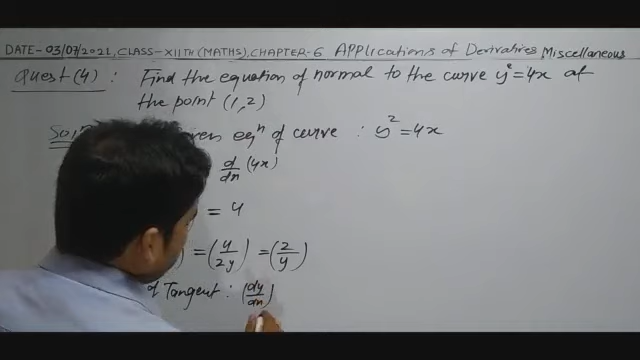 DATE-03/07/2021, CLASS-XIITH (MATHS), CHAPTER-6 Applications of Derivatives Miscellaneous
Quest (4) : Find the equation of normal to the curve y² = 4x at
the point (1,2)
eqⁿ of curve : y² = 4x
d/dx (4x)
= 4
= (4/2y) = (2/y)
Tangent : (dy/dx)